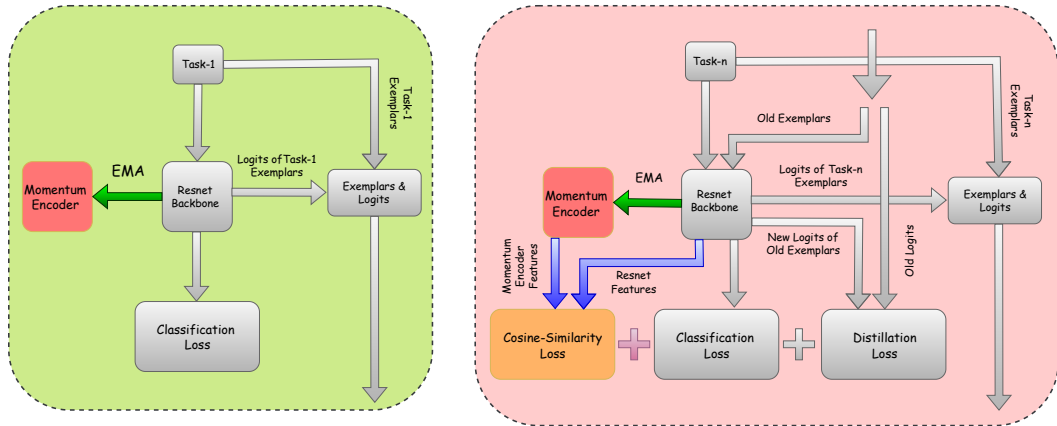 Task-1
Task-1
Exemplars
Momentum
Encoder
EMA
Resnet
Backbone
Logits ofTask-1
Exemplars
Exemplars &
Logits
Classification
Loss
Task-n
Task-n
Exemplars
Old Exemplars
Momentum
Encoder
EMA
Resnet
Backbone
Logits of Task-n
Exemplars
Exemplars
& Logits
Momentum
Encoder
Features
Resnet
Features
New Logits of
Old Exemplars
Old Logits
Cosine-Similarity
Loss
Classification
Loss
Distillation
Loss